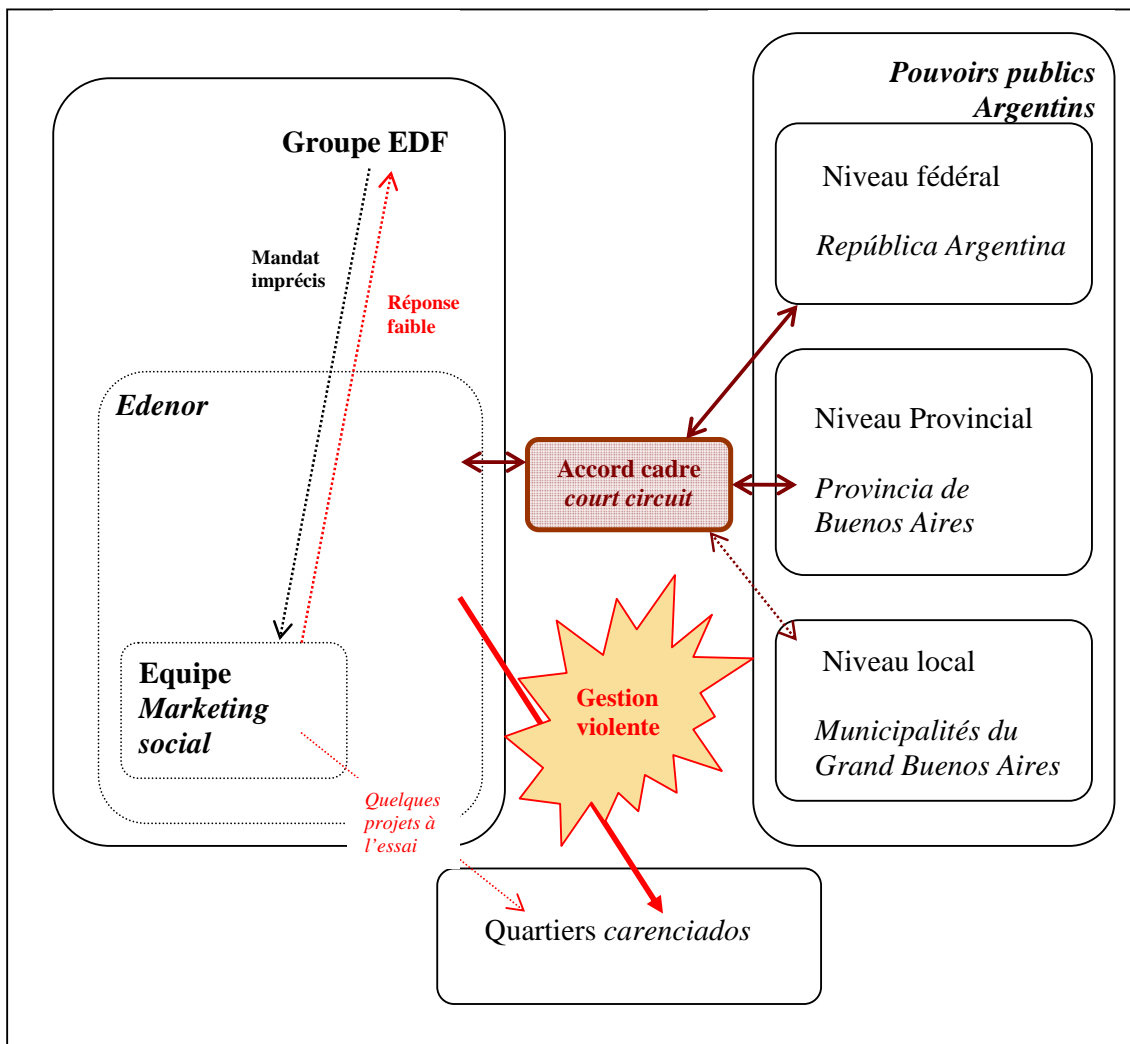 Pouvoirs publics
Argentins
Groupe EDF
Mandat
imprécis
Réponse
faible
Edenor
Equipe
Marketing
social
Quelques
projets à
l'essai
Accord cadre
court circuit
Gestion
violente
Niveau fédéral
República Argentina
Niveau Provincial
Provincia de
Buenos Aires
Niveau local
Municipalités du
Grand Buenos Aires
Quartiers carenciados